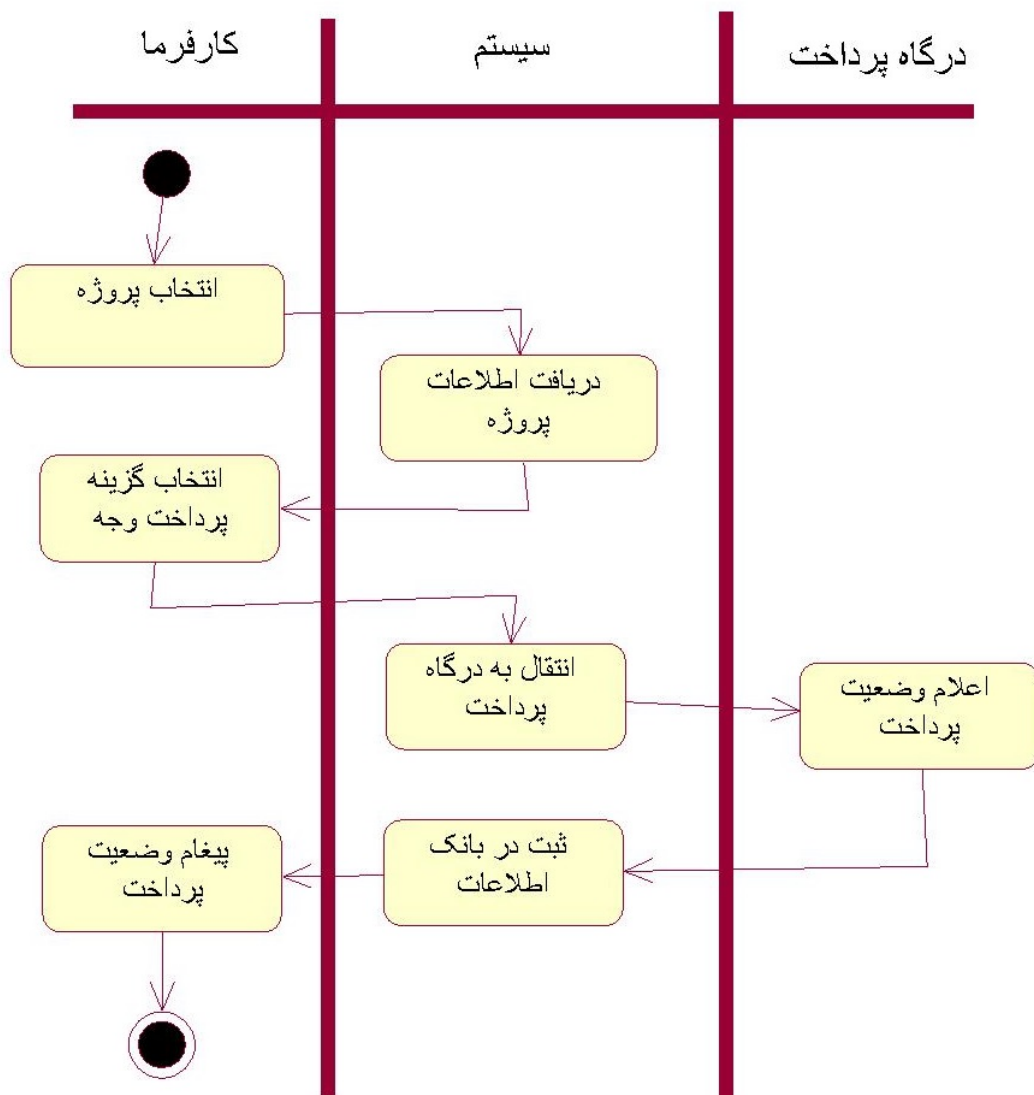 کارفرما
سیستم
درگاه پرداخت
انتخاب پروژه
دریافت اطلاعات
پروژه
انتخاب گزینه
پرداخت وجه
انتقال به درگاه
پرداخت
اعلام وضعیت
پرداخت
ثبت در بانک
اطلاعات
پیغام وضعیت
پرداخت